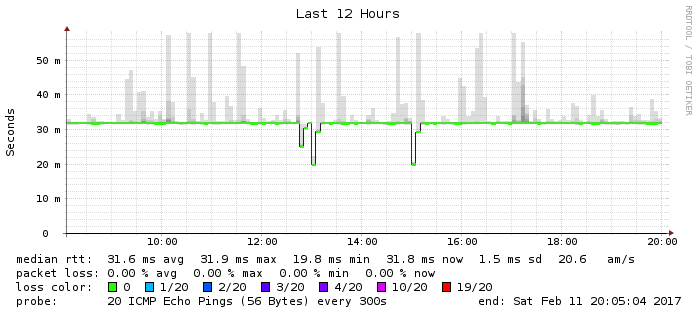 Last 12 Hours
RRDTOOL / TOBI OETIKER
Seconds
50 m
40 m
30 m
20 m
10 m
0
10:00 12:00 14:00 16:00 18:00 20:00
median rtt: 31.6 ms avg 31.9 ms max 19.8 ms min 31.8 ms now 1.5 ms sd 20.6 am/s
packet loss: 0.00 % avg 0.00 % max 0.00 % min 0.00 % now
loss color: 0 1/20 2/20 3/20 4/20 10/20 19/20
probe: 20 ICMP Echo Pings (56 Bytes) every 300s end: Sat Feb 11 20:05:04 2017